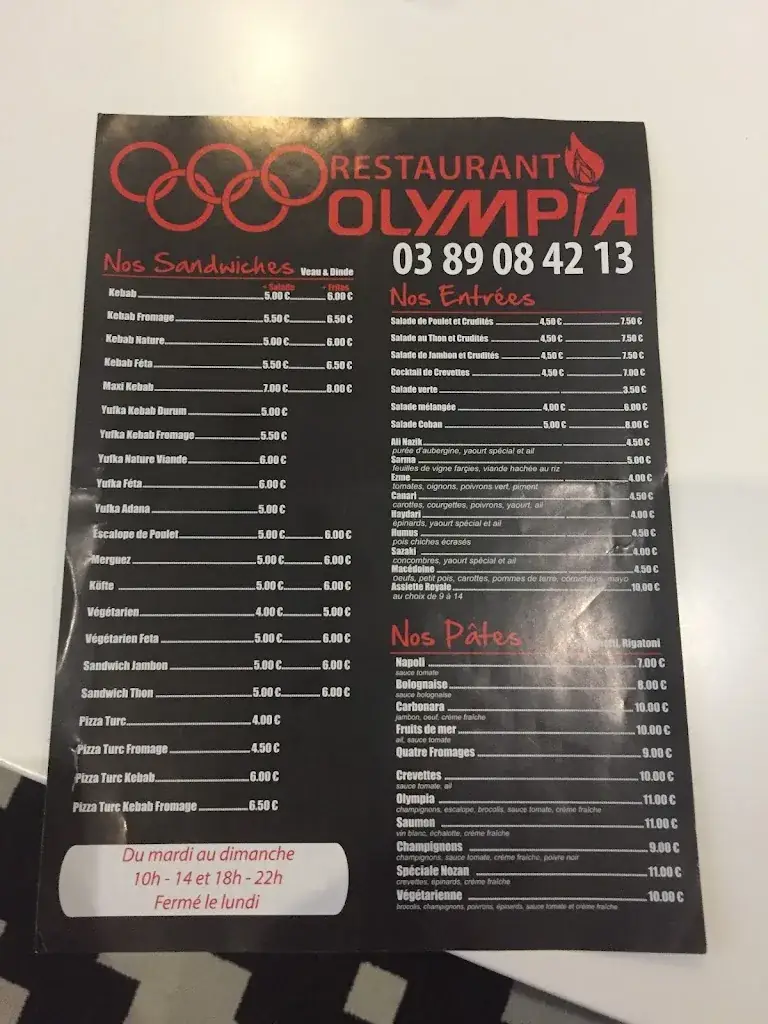 RESTAURANT
OLYMPIA
03 89 08 42 13
Nos Sandwiches Veau & Dinde
+ Salade + Frites
Kebab 5.00 € 6.00 €
Kebab Fromage 5.50 € 6.50 €
Kebab Nature 5.00 € 6.00 €
Kebab Féta 5.50 € 6.50 €
Maxi Kebab 7.00 € 8.00 €
Yufka Kebab Durum 5.00 €
Yufka Kebab Fromage 5.50 €
Yufka Nature Viande 6.00 €
Yufka Féta 6.00 €
Yufka Adana 5.00 €
Escalope de Poulet 5.00 € 6.00 €
Merguez 5.00 € 6.00 €
Köfte 5.00 € 6.00 €
Végétarien 4.00 € 5.00 €
Végétarien Feta 5.00 € 6.00 €
Sandwich Jambon 5.00 € 6.00 €
Sandwich Thon 5.00 € 6.00 €
Pizza Turc 4.00 €
Pizza Turc Fromage 4.50 €
Pizza Turc Kebab 6.00 €
Pizza Turc Kebab Fromage 6.50 €
Du mardi au dimanche
10h - 14 et 18h - 22h
Fermé le lundi
Nos Entrées
Salade de Poulet et Crudités 4,50 € 7.50 €
Salade au Thon et Crudités 4,50 € 7.50 €
Salade de Jambon et Crudités 4,50 € 7.50 €
Cocktail de Crevettes 4,50 € 7.00 €
Salade verte 3.50 €
Salade mélangée 4,00 € 6.00 €
Salade Coban 5,00 € 8.00 €
Ali Nazik 4.50 €
purée d'aubergine, yaourt spécial et ail
Sarma 5.00 €
feuilles de vigne farçies, viande hachée au riz
Ezme 4.00 €
tomates, oignons, poivrons vert, piment
Canari 4.50 €
carottes, courgettes, poivrons, yaourt, ail
Haydari 4.00 €
épinards, yaourt spécial et ail
Humus 4.50 €
pois chiches écrasés
Sazaki 4.00 €
concombres, yaourt spécial et ail
Macédoine 4.50 €
oeufs, petit pois, carottes, pommes de terre, cornichons, mayo
Assiette Royale 10,00 €
au choix de 9 à 14
Nos Pâtes Rigatoni
Napoli 7.00 €
sauce tomate
Bolognaise 8.00 €
sauce bolognaise
Carbonara 10.00 €
jambon, oeuf, crème fraîche
Fruits de mer 10.00 €
ail, sauce tomate
Quatre Fromages 9.00 €
Crevettes 10.00 €
sauce tomate, ail
Olympia 11.00 €
champignons, escalope, brocolis, sauce tomate, crème fraîche
Saumon 11.00 €
vin blanc, échalotte, crème fraîche
Champignons 9.00 €
champignons, sauce tomate, crème fraîche, poivre noir
Spéciale Nozan 11.00 €
crevettes, épinards, crème fraîche
Végétarienne 10.00 €
brocolis, champignons, poivrons, épinards, sauce tomate et crème fraîche,